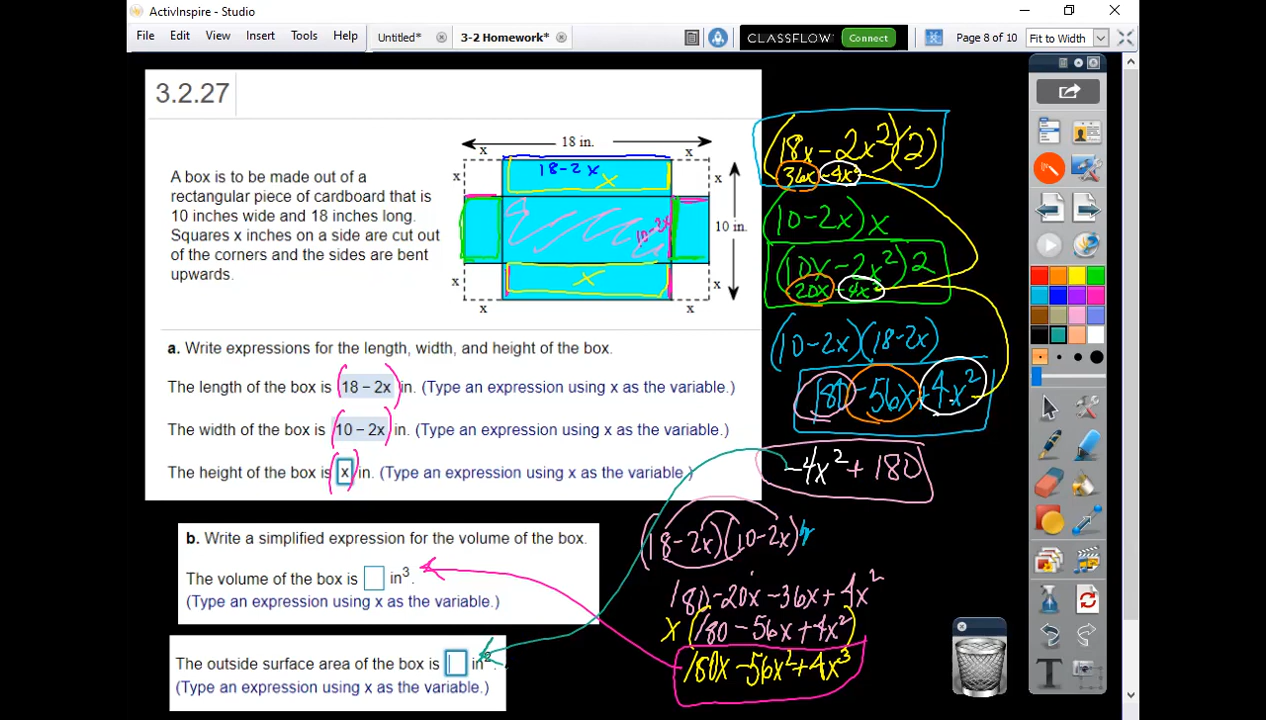 ActivInspire - Studio
File Edit View Insert Tools Help Untitled* 3-2 Homework* CLASSFLOW Connect Page 8 of 10 Fit to Width
3.2.27
A box is to be made out of a
rectangular piece of cardboard that is
10 inches wide and 18 inches long.
Squares x inches on a side are cut out
of the corners and the sides are bent
upwards.
18 in.
x x
x 18-2x x
x
10-2x 10 in.
x x x
x x
a. Write expressions for the length, width, and height of the box.
The length of the box is (18 − 2x) in. (Type an expression using x as the variable.)
The width of the box is (10 − 2x) in. (Type an expression using x as the variable.)
The height of the box is (x) in. (Type an expression using x as the variable.)
b. Write a simplified expression for the volume of the box.
The volume of the box is in³.
(Type an expression using x as the variable.)
The outside surface area of the box is in².
(Type an expression using x as the variable.)
(18x-2x²)(2)
36x -4x²
(10-2x)x
(10x-2x²)2
20x -4x²
(10-2x)(18-2x)
180-56x+4x²
-4x²+180
(18-2x)(10-2x)
180-20x-36x+4x²
x(180-56x+4x²)
180x-56x²+4x³
T